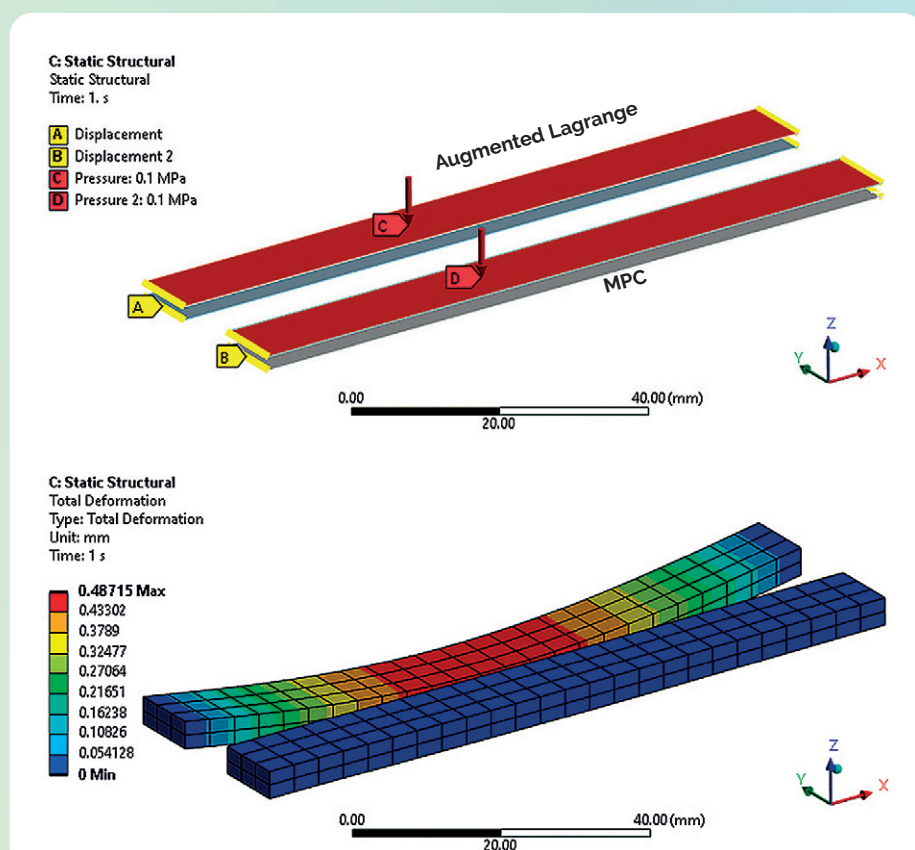 C: Static Structural
Static Structural
Time: 1. s
A Displacement
B Displacement 2
C Pressure: 0.1 MPa
D Pressure 2: 0.1 MPa
Augmented Lagrange
C
D
MPC
A
B
Z
Y
X
0.00
40.00 (mm)
20.00
C: Static Structural
Total Deformation
Type: Total Deformation
Unit: mm
Time: 1 s
0.48715 Max
0.43302
0.3789
0.32477
0.27064
0.21651
0.16238
0.10826
0.054128
0 Min
Z
Y
X
0.00
40.00 (mm)
20.00